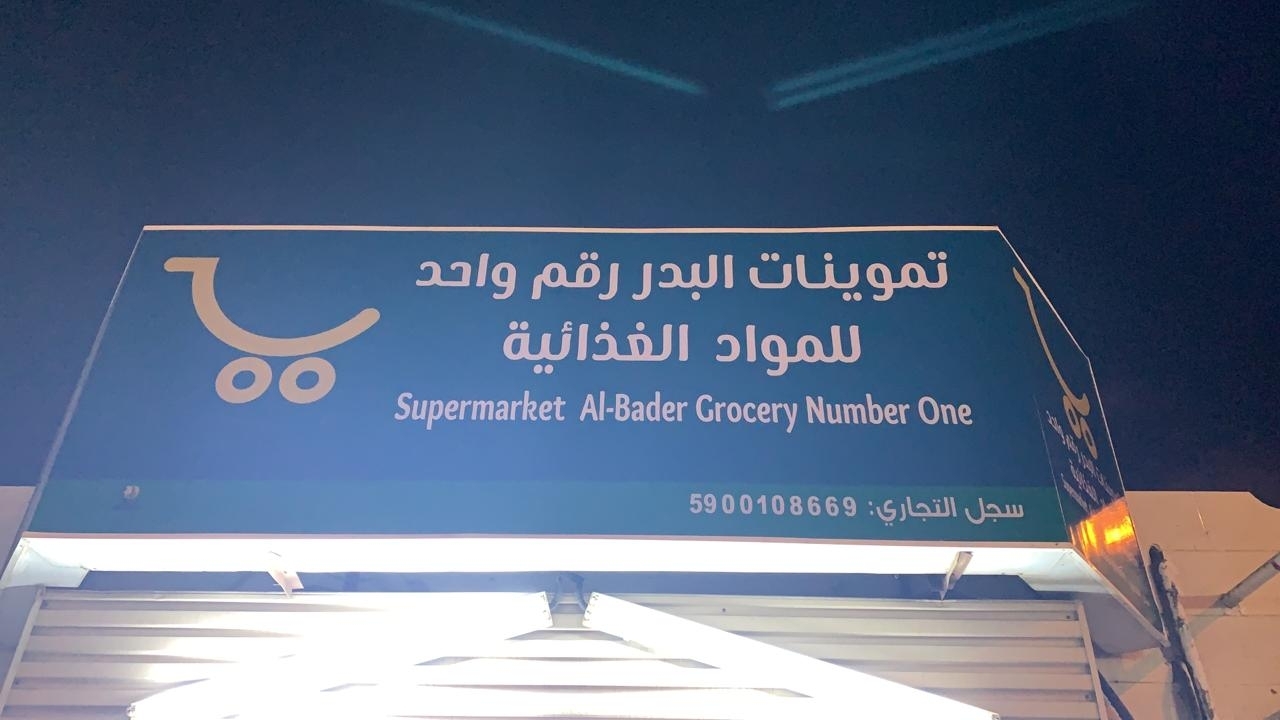 تموينات البدر رقم واحد
للمواد الغذائية
Supermarket Al-Bader Grocery Number One
سجل التجاري: 5900108669